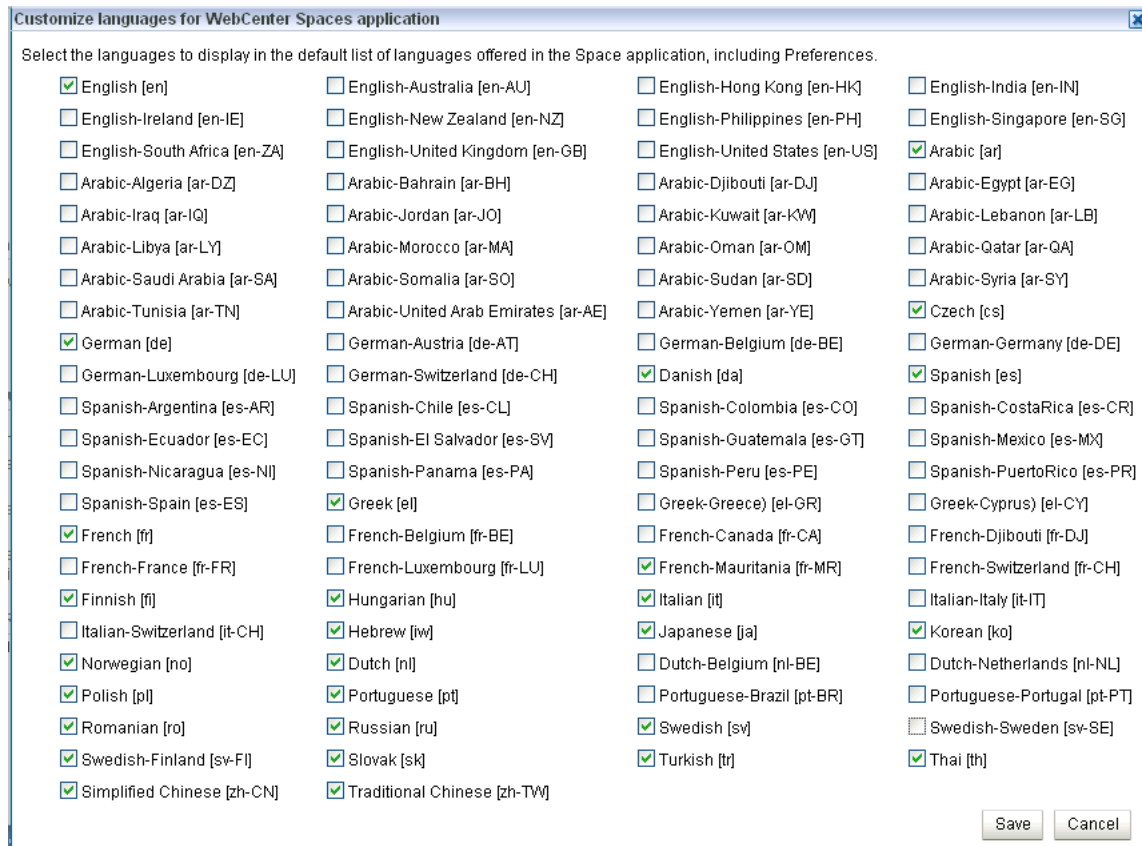 Customize languages for WebCenter Spaces application
Select the languages to display in the default list of languages offered in the Space application, including Preferences.
English [en] English-Australia [en-AU] English-Hong Kong [en-HK] English-India [en-IN]
English-Ireland [en-IE] English-New Zealand [en-NZ] English-Philippines [en-PH] English-Singapore [en-SG]
English-South Africa [en-ZA] English-United Kingdom [en-GB] English-United States [en-US] Arabic [ar]
Arabic-Algeria [ar-DZ] Arabic-Bahrain [ar-BH] Arabic-Djibouti [ar-DJ] Arabic-Egypt [ar-EG]
Arabic-Iraq [ar-IQ] Arabic-Jordan [ar-JO] Arabic-Kuwait [ar-KW] Arabic-Lebanon [ar-LB]
Arabic-Libya [ar-LY] Arabic-Morocco [ar-MA] Arabic-Oman [ar-OM] Arabic-Qatar [ar-QA]
Arabic-Saudi Arabia [ar-SA] Arabic-Somalia [ar-SO] Arabic-Sudan [ar-SD] Arabic-Syria [ar-SY]
Arabic-Tunisia [ar-TN] Arabic-United Arab Emirates [ar-AE] Arabic-Yemen [ar-YE] Czech [cs]
German [de] German-Austria [de-AT] German-Belgium [de-BE] German-Germany [de-DE]
German-Luxembourg [de-LU] German-Switzerland [de-CH] Danish [da] Spanish [es]
Spanish-Argentina [es-AR] Spanish-Chile [es-CL] Spanish-Colombia [es-CO] Spanish-CostaRica [es-CR]
Spanish-Ecuador [es-EC] Spanish-El Salvador [es-SV] Spanish-Guatemala [es-GT] Spanish-Mexico [es-MX]
Spanish-Nicaragua [es-NI] Spanish-Panama [es-PA] Spanish-Peru [es-PE] Spanish-PuertoRico [es-PR]
Spanish-Spain [es-ES] Greek [el] Greek-Greece) [el-GR] Greek-Cyprus) [el-CY]
French [fr] French-Belgium [fr-BE] French-Canada [fr-CA] French-Djibouti [fr-DJ]
French-France [fr-FR] French-Luxembourg [fr-LU] French-Mauritania [fr-MR] French-Switzerland [fr-CH]
Finnish [fi] Hungarian [hu] Italian [it] Italian-Italy [it-IT]
Italian-Switzerland [it-CH] Hebrew [iw] Japanese [ja] Korean [ko]
Norwegian [no] Dutch [nl] Dutch-Belgium [nl-BE] Dutch-Netherlands [nl-NL]
Polish [pl] Portuguese [pt] Portuguese-Brazil [pt-BR] Portuguese-Portugal [pt-PT]
Romanian [ro] Russian [ru] Swedish [sv] Swedish-Sweden [sv-SE]
Swedish-Finland [sv-FI] Slovak [sk] Turkish [tr] Thai [th]
Simplified Chinese [zh-CN] Traditional Chinese [zh-TW]
Save Cancel